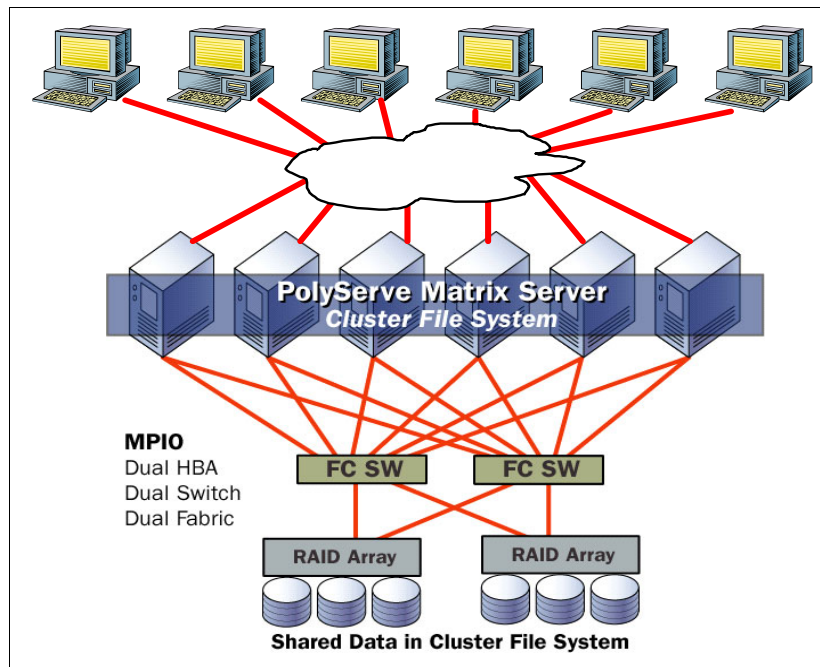 PolyServe Matrix Server
Cluster File System
MPIO
Dual HBA
Dual Switch
Dual Fabric
FC SW
FC SW
RAID Array
RAID Array
Shared Data in Cluster File System